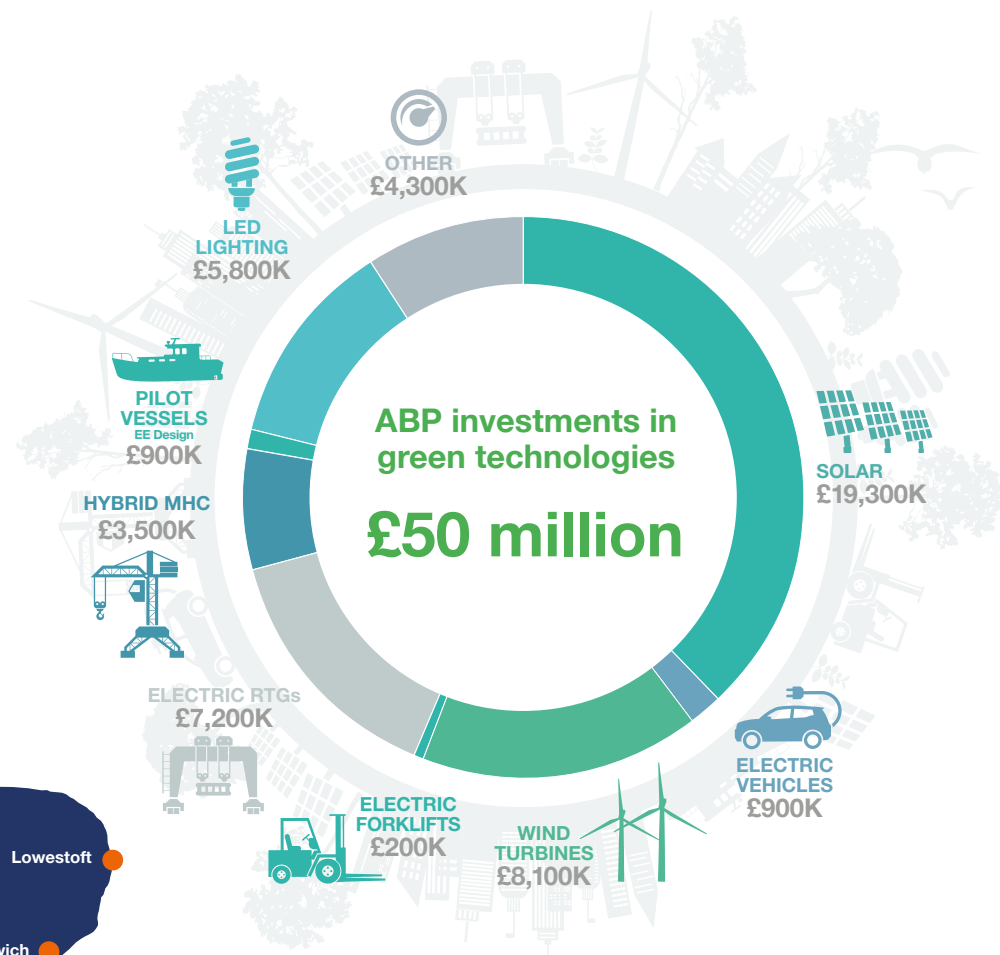 OTHER
£4,300K
LED
LIGHTING
£5,800K
PILOT
VESSELS
EE Design
£900K
HYBRID MHC
£3,500K
ABP investments in
green technologies
£50 million
SOLAR
£19,300K
ELECTRIC RTGs
£7,200K
ELECTRIC
VEHICLES
£900K
ELECTRIC
FORKLIFTS
£200K
WIND
TURBINES
£8,100K
Lowestoft